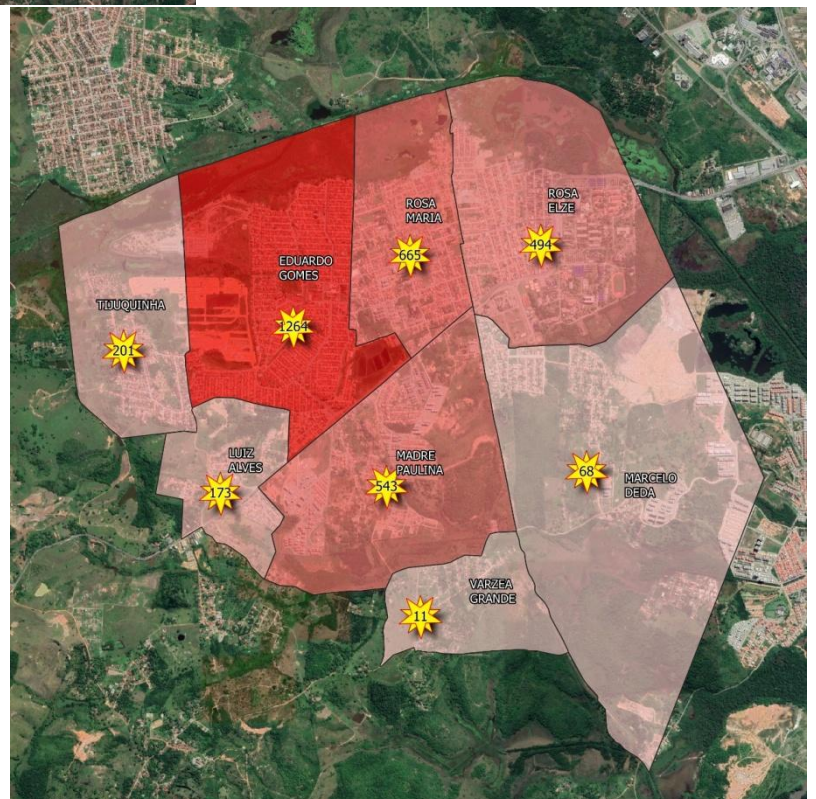 ROSA
ELZE
494
ROSA
MARIA
665
EDUARDO
GOMES
1264
TIJUQUINHA
201
LUIZ
ALVES
173
MADRE
PAULINA
543
68
MARCELO
DEDA
VARZEA
GRANDE
11